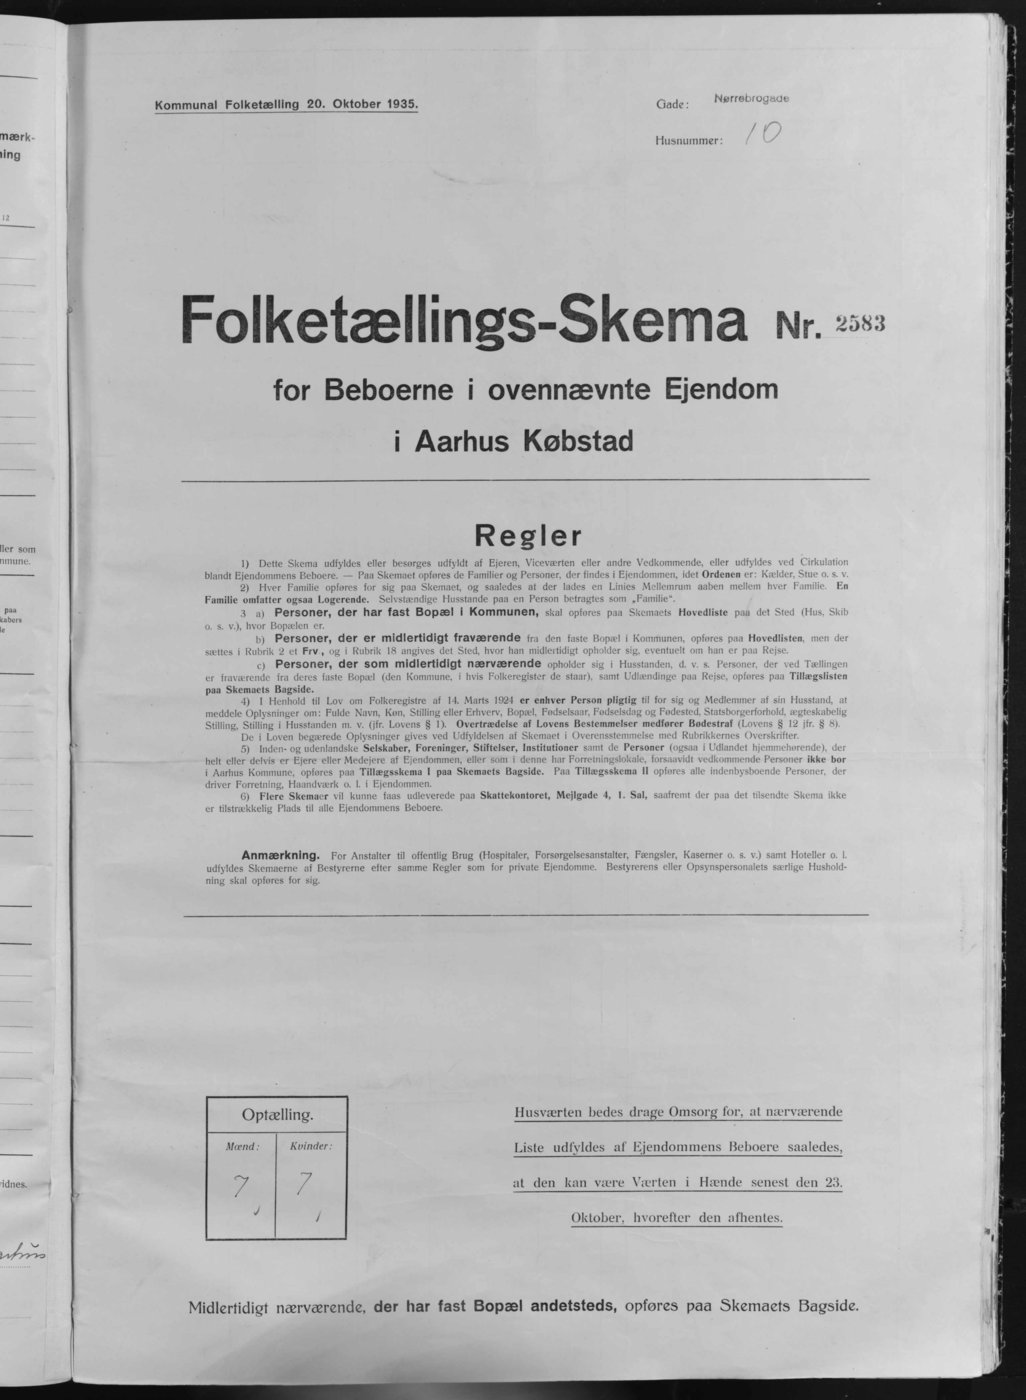 Kommunal Folketælling 20. Oktober 1935.
Gade: Nørrebrogade
Husnummer: 10
Folketællings-Skema Nr. 2583
for Beboerne i ovennævnte Ejendom
i Aarhus Købstad
Regler
1) Dette Skema udfyldes eller besørges udfyldt af Ejeren, Viceværten eller andre Vedkommende, eller udfyldes ved Cirkulation
blandt Ejendommens Beboere. — Paa Skemaet opføres de Familier og Personer, der findes i Ejendommen, idet Ordenen er: Kælder, Stue o. s. v.
2) Hver Familie opføres for sig paa Skemaet, og saaledes at der lades en Linies Mellemrum aaben mellem hver Familie. En
Familie omfatter ogsaa Logerende. Selvstændige Husstande paa en Person betragtes som „Familie“.
3 a) Personer, der har fast Bopæl i Kommunen, skal opføres paa Skemaets Hovedliste paa det Sted (Hus, Skib
o. s. v.), hvor Bopælen er.
b) Personer, der er midlertidigt fraværende fra den faste Bopæl i Kommunen, opføres paa Hovedlisten, men der
sættes i Rubrik 2 et Frv., og i Rubrik 18 angives det Sted, hvor han midlertidigt opholder sig, eventuelt om han er paa Rejse.
c) Personer, der som midlertidigt nærværende opholder sig i Husstanden, d. v. s. Personer, der ved Tællingen
er fraværende fra deres faste Bopæl (den Kommune, i hvis Folkeregister de staar), samt Udlændinge paa Rejse, opføres paa Tillægslisten
paa Skemaets Bagside.
4) I Henhold til Lov om Folkeregistre af 14. Marts 1924 er enhver Person pligtig til for sig og Medlemmer af sin Husstand, at
meddele Oplysninger om: Fulde Navn, Køn, Stilling eller Erhverv, Bopæl, Fødselsaar, Fødselsdag og Fødested, Statsborgerforhold, ægteskabelig
Stilling, Stilling i Husstanden m. v. (jfr. Lovens § 1). Overtrædelse af Lovens Bestemmelser medfører Bødestraf (Lovens § 12 jfr. § 8).
De i Loven begærede Oplysninger gives ved Udfyldelsen af Skemaet i Overensstemmelse med Rubrikkernes Overskrifter.
5) Inden- og udenlandske Selskaber, Foreninger, Stiftelser, Institutioner samt de Personer (ogsaa i Udlandet hjemmehørende), der
helt eller delvis er Ejere eller Medejere af Ejendommen, eller som i denne har Forretningslokale, forsaavidt vedkommende Personer ikke bor
i Aarhus Kommune, opføres paa Tillægsskema I paa Skemaets Bagside. Paa Tillægsskema II opføres alle indenbysboende Personer, der
driver Forretning, Haandværk o. l. i Ejendommen.
6) Flere Skemaer vil kunne faas udleverede paa Skattekontoret, Mejlgade 4, 1. Sal, saafremt der paa det tilsendte Skema ikke
er tilstrækkelig Plads til alle Ejendommens Beboere.
Anmærkning. For Anstalter til offentlig Brug (Hospitaler, Forsørgelsesanstalter, Fængsler, Kaserner o. s. v.) samt Hoteller o. l.
udfyldes Skemaerne af Bestyrerne efter samme Regler som for private Ejendomme. Bestyrerens eller Opsynspersonalets særlige Hushold-
ning skal opføres for sig.
Optælling.
Mænd: Kvinder:
7 7
Husværten bedes drage Omsorg for, at nærværende
Liste udfyldes af Ejendommens Beboere saaledes,
at den kan være Værten i Hænde senest den 23.
Oktober, hvorefter den afhentes.
Midlertidigt nærværende, der har fast Bopæl andetsteds, opføres paa Skemaets Bagside.